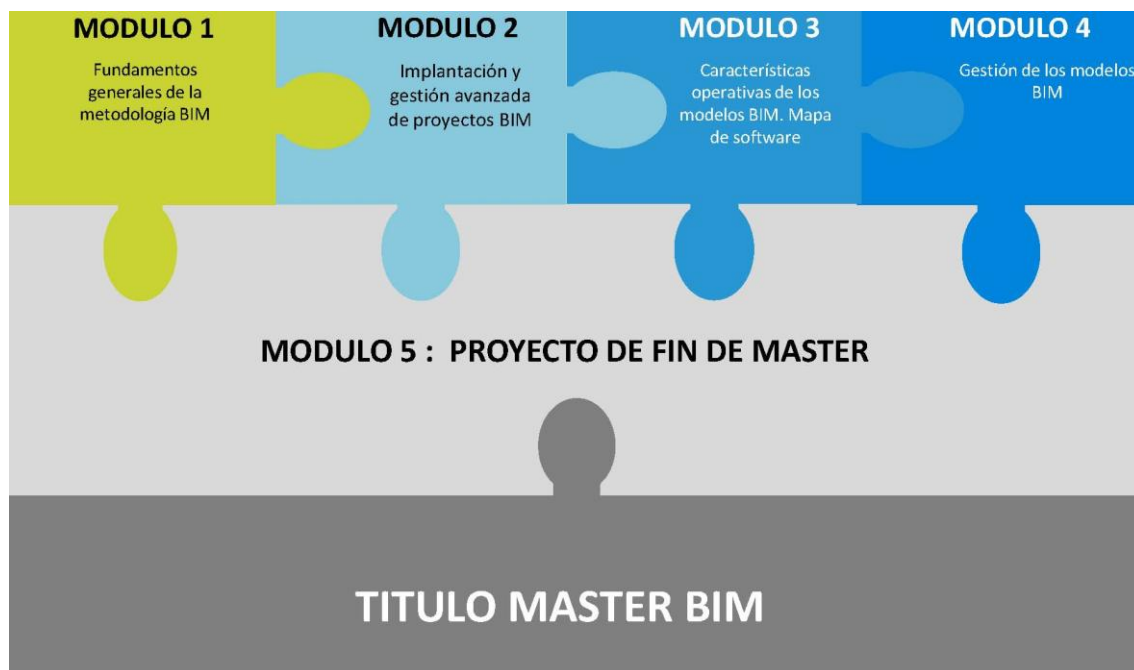 MODULO 1
Fundamentos
generales de la
metodología BIM
MODULO 2
Implantación y
gestión avanzada
de proyectos BIM
MODULO 3
Características
operativas de los
modelos BIM. Mapa
de software
MODULO 4
Gestión de los modelos
BIM
MODULO 5 : PROYECTO DE FIN DE MASTER
TITULO MASTER BIM